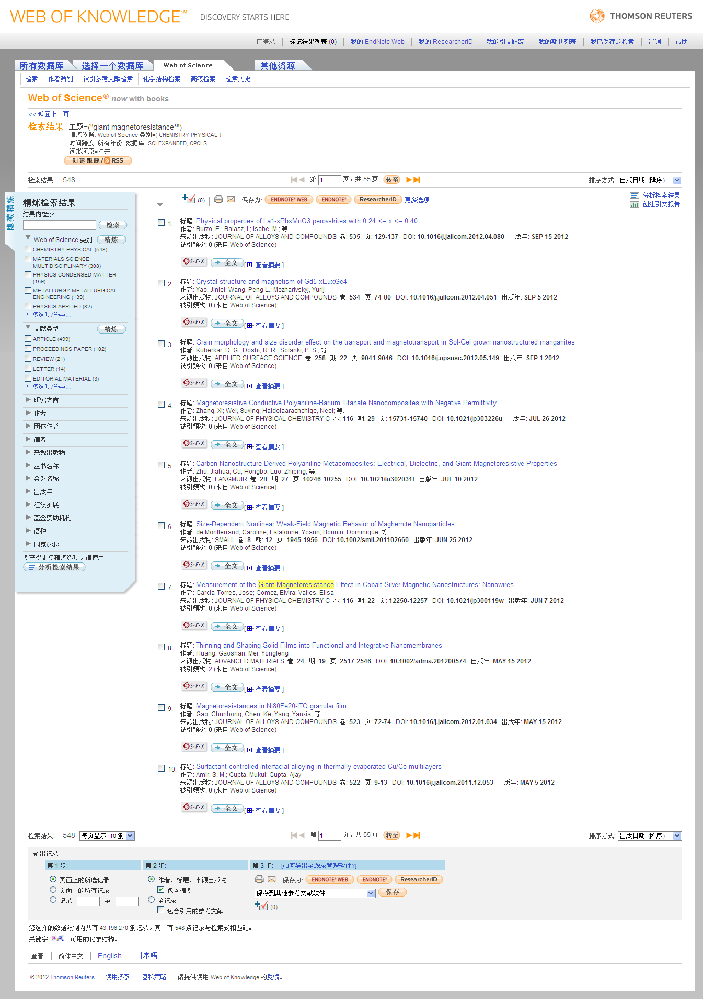 WEB OF KNOWLEDGE℠ DISCOVERY STARTS HERE
THOMSON REUTERS
已登录 标记结果列表 (0) 我的 EndNote Web 我的 ResearcherID 我的引文跟踪 我的期刊列表 我已保存的检索 注销 帮助
所有数据库 选择一个数据库 Web of Science 其他资源
检索 作者甄别 被引参考文献检索 化学结构检索 高级检索 检索历史
Web of Science® now with books
<< 返回上一页
检索结果 主题=("giant magnetoresistance*")
精炼依据: Web of Science 类别=( CHEMISTRY PHYSICAL )
时间跨度=所有年份. 数据库=SCI-EXPANDED, CPCI-S.
词形还原=打开
创建跟踪 / RSS
检索结果: 548 第 1 页，共 55 页 转至 排序方式: 出版日期 (降序)
隐藏精炼
精炼检索结果
结果内检索
检索
Web of Science 类别 精炼
CHEMISTRY PHYSICAL (548)
MATERIALS SCIENCE
MULTIDISCIPLINARY (308)
PHYSICS CONDENSED MATTER
(159)
METALLURGY METALLURGICAL
ENGINEERING (139)
PHYSICS APPLIED (82)
更多选项/分类...
文献类型 精炼
ARTICLE (499)
PROCEEDINGS PAPER (102)
REVIEW (21)
LETTER (14)
EDITORIAL MATERIAL (3)
更多选项/分类...
研究方向
作者
团体作者
编者
来源出版物
丛书名称
会议名称
出版年
组织扩展
基金资助机构
语种
国家/地区
要获得更多精炼选项，请使用
分析检索结果
(0) 保存为: ENDNOTE® WEB ENDNOTE® ResearcherID 更多选项
分析检索结果
创建引文报告
1. 标题: Physical properties of La1-xPbxMnO3 perovskites with 0.24 <= x <= 0.40
作者: Burzo, E.; Balasz, I.; Isobe, M.; 等.
来源出版物: JOURNAL OF ALLOYS AND COMPOUNDS 卷: 535 页: 129-137 DOI: 10.1016/j.jallcom.2012.04.080 出版年: SEP 15 2012
被引频次: 0 (来自 Web of Science)
S·F·X 全文 [ 查看摘要 ]
2. 标题: Crystal structure and magnetism of Gd5-xEuxGe4
作者: Yao, Jinlei; Wang, Peng L.; Mozharivskyj, Yurij
来源出版物: JOURNAL OF ALLOYS AND COMPOUNDS 卷: 534 页: 74-80 DOI: 10.1016/j.jallcom.2012.04.051 出版年: SEP 5 2012
被引频次: 0 (来自 Web of Science)
S·F·X 全文 [ 查看摘要 ]
3. 标题: Grain morphology and size disorder effect on the transport and magnetotransport in Sol-Gel grown nanostructured manganites
作者: Kuberkar, D. G.; Doshi, R. R.; Solanki, P. S.; 等.
来源出版物: APPLIED SURFACE SCIENCE 卷: 258 期: 22 页: 9041-9046 DOI: 10.1016/j.apsusc.2012.05.149 出版年: SEP 1 2012
被引频次: 0 (来自 Web of Science)
S·F·X 全文 [ 查看摘要 ]
4. 标题: Magnetoresistive Conductive Polyaniline-Barium Titanate Nanocomposites with Negative Permittivity
作者: Zhang, Xi; Wei, Suying; Haldolaarachchige, Neel; 等.
来源出版物: JOURNAL OF PHYSICAL CHEMISTRY C 卷: 116 期: 29 页: 15731-15740 DOI: 10.1021/jp303226u 出版年: JUL 26 2012
被引频次: 0 (来自 Web of Science)
S·F·X 全文 [ 查看摘要 ]
5. 标题: Carbon Nanostructure-Derived Polyaniline Metacomposites: Electrical, Dielectric, and Giant Magnetoresistive Properties
作者: Zhu, Jiahua; Gu, Hongbo; Luo, Zhiping; 等.
来源出版物: LANGMUIR 卷: 28 期: 27 页: 10246-10255 DOI: 10.1021/la302031f 出版年: JUL 10 2012
被引频次: 0 (来自 Web of Science)
S·F·X 全文 [ 查看摘要 ]
6. 标题: Size-Dependent Nonlinear Weak-Field Magnetic Behavior of Maghemite Nanoparticles
作者: de Montferrand, Caroline; Lalatonne, Yoann; Bonnin, Dominique; 等.
来源出版物: SMALL 卷: 8 期: 12 页: 1945-1956 DOI: 10.1002/smll.201102660 出版年: JUN 25 2012
被引频次: 0 (来自 Web of Science)
S·F·X 全文 [ 查看摘要 ]
7. 标题: Measurement of the Giant Magnetoresistance Effect in Cobalt-Silver Magnetic Nanostructures: Nanowires
作者: Garcia-Torres, Jose; Gomez, Elvira; Valles, Elisa
来源出版物: JOURNAL OF PHYSICAL CHEMISTRY C 卷: 116 期: 22 页: 12250-12257 DOI: 10.1021/jp300119w 出版年: JUN 7 2012
被引频次: 0 (来自 Web of Science)
S·F·X 全文 [ 查看摘要 ]
8. 标题: Thinning and Shaping Solid Films into Functional and Integrative Nanomembranes
作者: Huang, Gaoshan; Mei, Yongfeng
来源出版物: ADVANCED MATERIALS 卷: 24 期: 19 页: 2517-2546 DOI: 10.1002/adma.201200574 出版年: MAY 15 2012
被引频次: 2 (来自 Web of Science)
S·F·X 全文 [ 查看摘要 ]
9. 标题: Magnetoresistances in Ni80Fe20-ITO granular film
作者: Gao, Chunhong; Chen, Ke; Yang, Yanxia; 等.
来源出版物: JOURNAL OF ALLOYS AND COMPOUNDS 卷: 523 页: 72-74 DOI: 10.1016/j.jallcom.2012.01.034 出版年: MAY 15 2012
被引频次: 0 (来自 Web of Science)
S·F·X 全文 [ 查看摘要 ]
10. 标题: Surfactant controlled interfacial alloying in thermally evaporated Cu/Co multilayers
作者: Amir, S. M.; Gupta, Mukul; Gupta, Ajay
来源出版物: JOURNAL OF ALLOYS AND COMPOUNDS 卷: 522 页: 9-13 DOI: 10.1016/j.jallcom.2011.12.053 出版年: MAY 5 2012
被引频次: 0 (来自 Web of Science)
S·F·X 全文 [ 查看摘要 ]
检索结果: 548 每页显示 10 条 第 1 页，共 55 页 转至 排序方式: 出版日期 (降序)
输出记录
第 1 步: 第 2 步: 第 3 步: [如何导出至题录管理软件?]
页面上的所选记录 作者、标题、来源出版物 保存为: ENDNOTE® WEB ENDNOTE® ResearcherID
页面上的所有记录 包含摘要 保存到其他参考文献软件 保存
记录 至 全记录 (0)
包含引用的参考文献
您选择的数据限制内共有 43,196,270 条记录，其中有 548 条记录与检索式相匹配。
关键字: = 可用的化学结构。
查看 简体中文 English 日本語
© 2012 Thomson Reuters 使用条款 隐私策略 请提供使用 Web of Knowledge 的反馈。